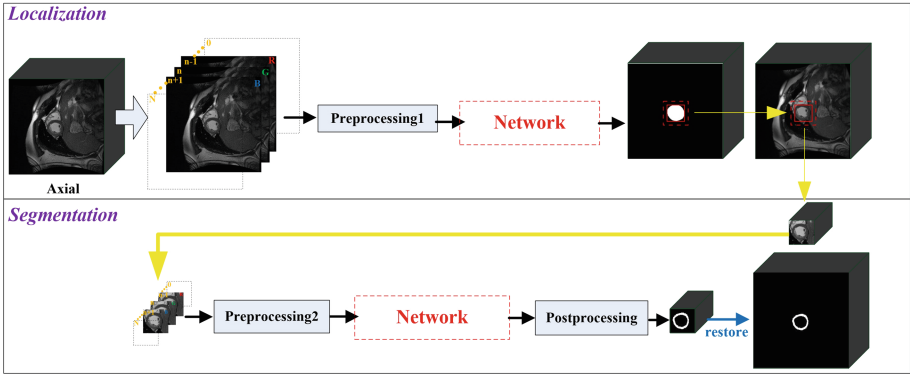 Localization
0
n-1
n
n+1
N
R
G
B
Preprocessing1
Network
Axial
Segmentation
Preprocessing2
Network
Postprocessing
restore